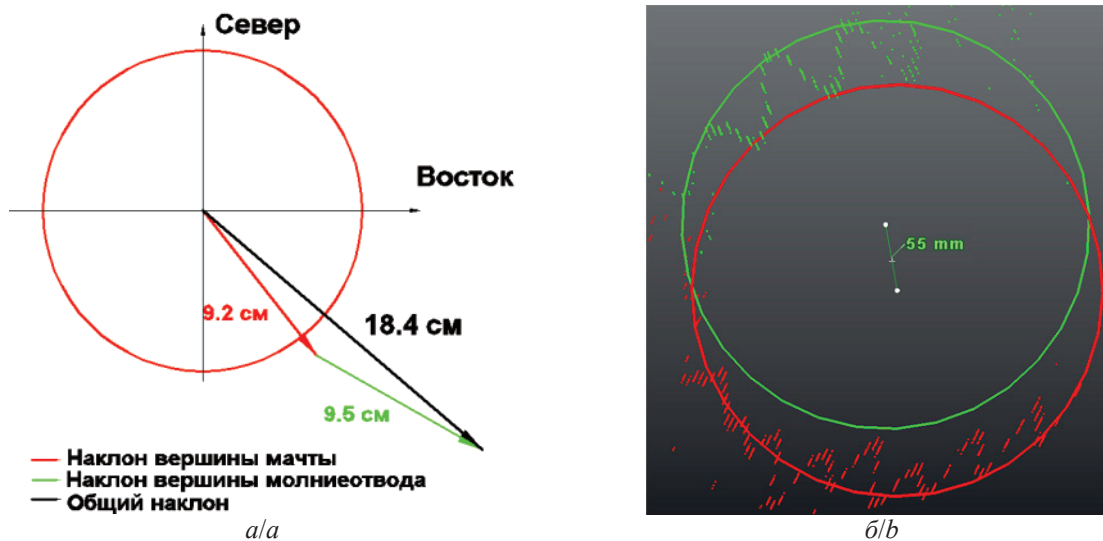 Север
Восток
9.2 см
18.4 см
9.5 см
Наклон вершины мачты
Наклон вершины молниеотвода
Общий наклон
а/a
55 mm
б/b